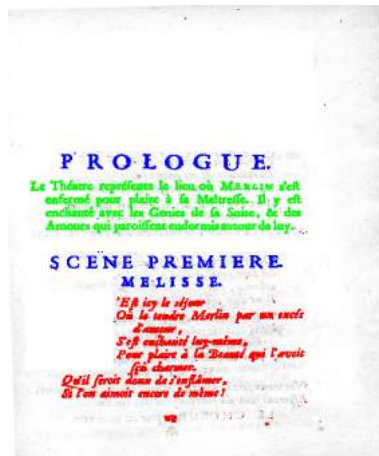 PROLOGUE.
Le Théatre represente le lieu où MERLIN s'est
enfermé pour plaire à sa Maîtresse. Il y est
enchanté avec les Genies de sa Suite, & des
Amours qui paroissent endormis autour de luy.
SCENE PREMIERE.
MELISSE.
'Est icy le séjour
Où le tendre Merlin par un excés
d'amour,
S'est enchanté luy-même,
Pour plaire à la Beauté qui l'avoit
sçû charmer.
Qu'il seroit doux de s'enflâmer,
Si l'on aimoit encore de même !